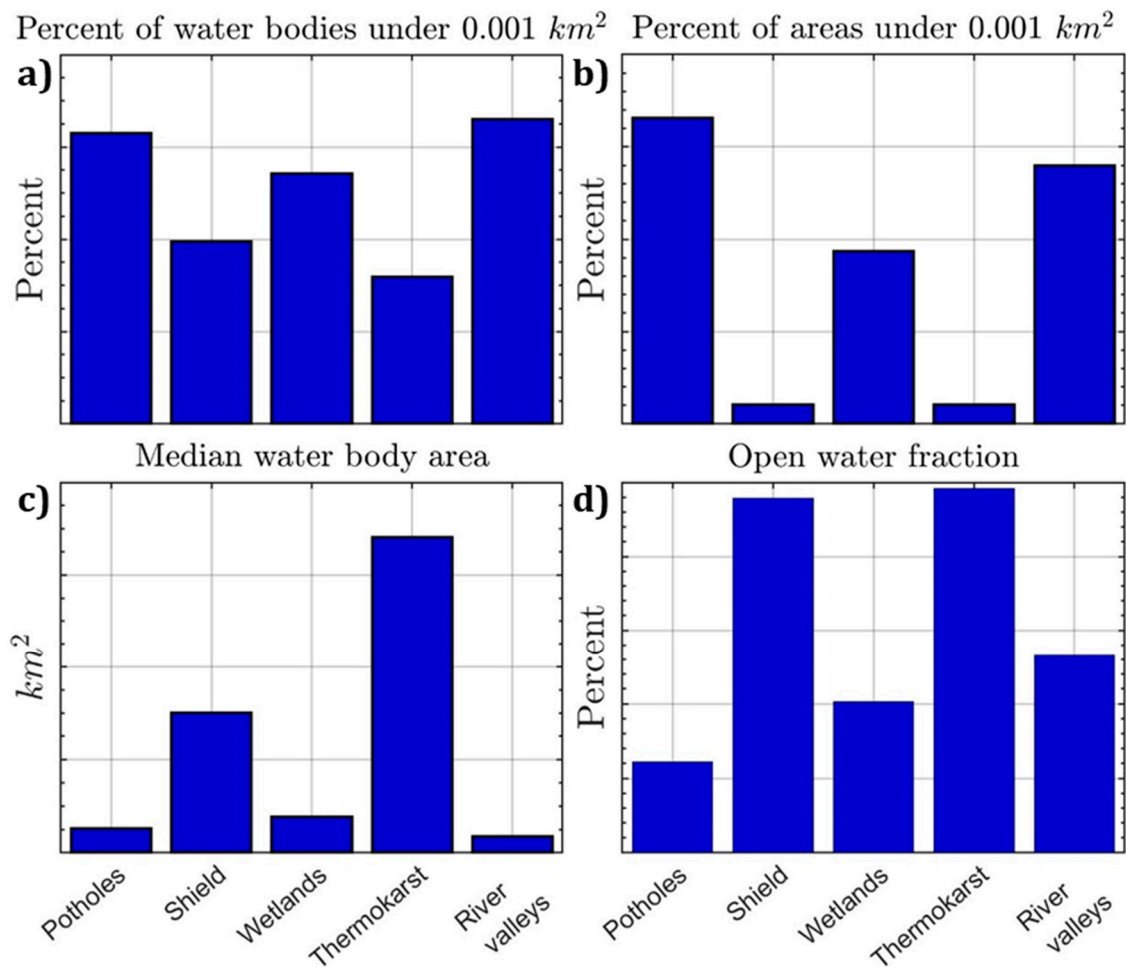 Percent of water bodies under 0.001 km²
a)
Percent
Percent of areas under 0.001 km²
b)
Percent
Median water body area
c)
km²
Open water fraction
d)
Percent
Potholes
Shield
Wetlands
Thermokarst
River
valleys
Potholes
Shield
Wetlands
Thermokarst
River
valleys